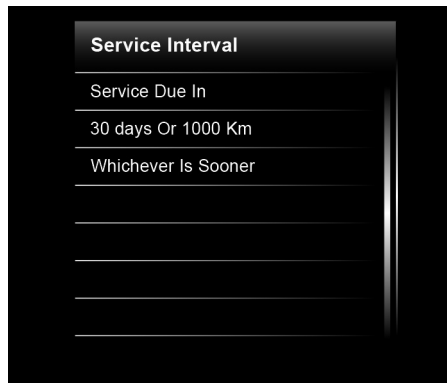 Service Interval
Service Due In
30 days Or 1000 Km
Whichever Is Sooner